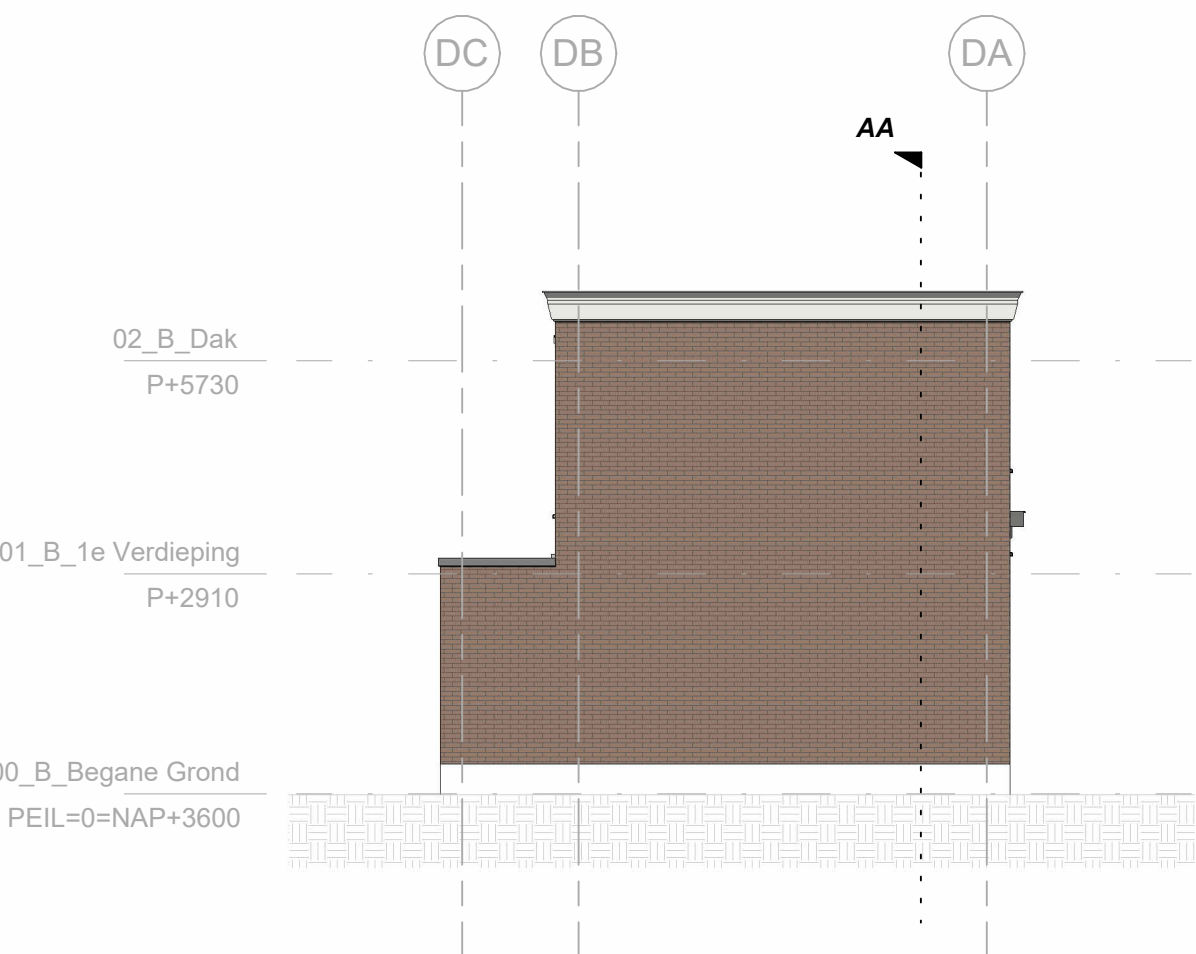 DC DB DA
AA
02_B_Dak
P+5730
01_B_1e Verdieping
P+2910
00_B_Begane Grond
PEIL=0=NAP+3600